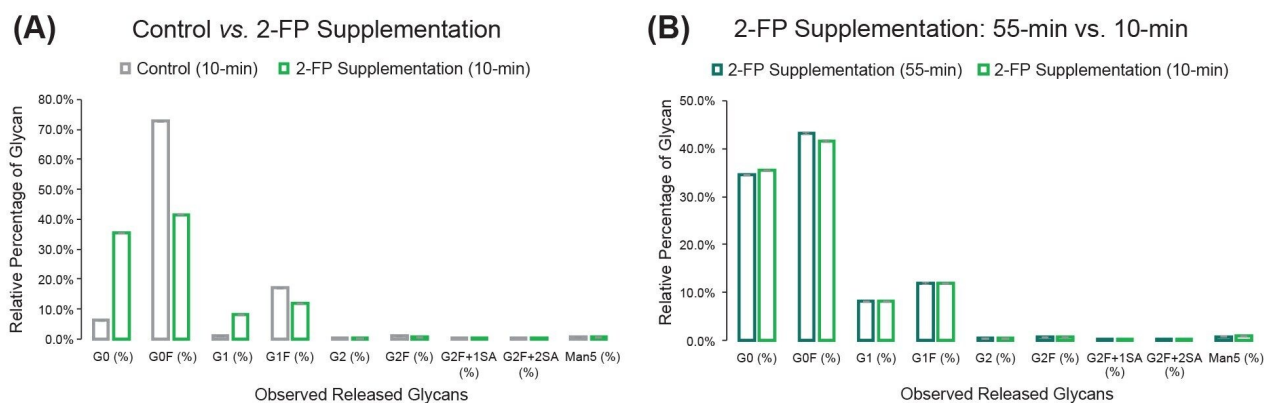 (A)
Control vs. 2-FP Supplementation
Control (10-min)
2-FP Supplementation (10-min)
Relative Percentage of Glycan
80.0%
70.0%
60.0%
50.0%
40.0%
30.0%
20.0%
10.0%
0.0%
G0 (%)
G0F (%)
G1 (%)
G1F (%)
G2 (%)
G2F (%)
G2F+1SA
(%)
G2F+2SA
(%)
Man5 (%)
Observed Released Glycans
(B)
2-FP Supplementation: 55-min vs. 10-min
2-FP Supplementation (55-min)
2-FP Supplementation (10-min)
Relative Percentage of Glycan
50.0%
40.0%
30.0%
20.0%
10.0%
0.0%
G0 (%)
G0F (%)
G1 (%)
G1F (%)
G2 (%)
G2F (%)
G2F+1SA
(%)
G2F+2SA
(%)
Man5 (%)
Observed Released Glycans